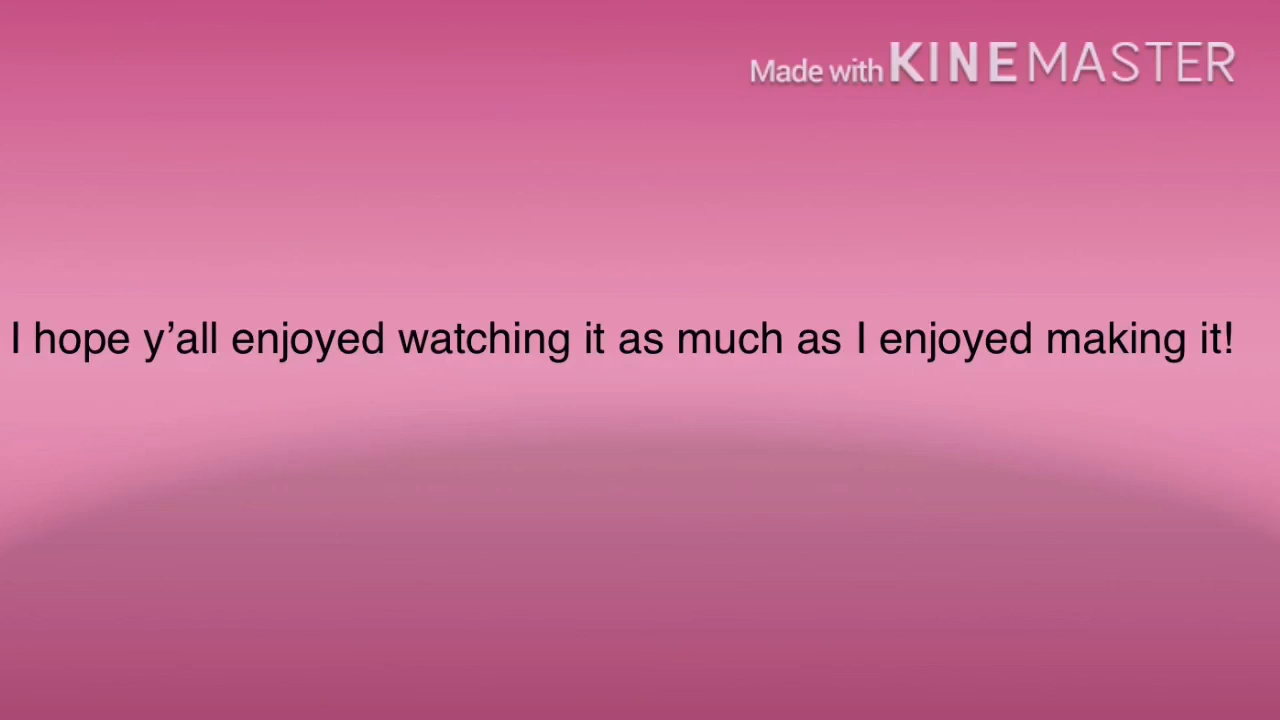 Made with KINEMASTER
I hope y’all enjoyed watching it as much as I enjoyed making it!